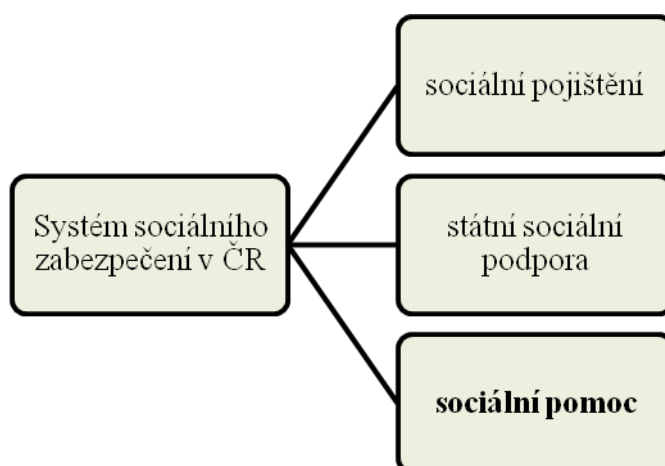 sociální pojištění
Systém sociálního
zabezpečení v ČR
státní sociální
podpora
sociální pomoc